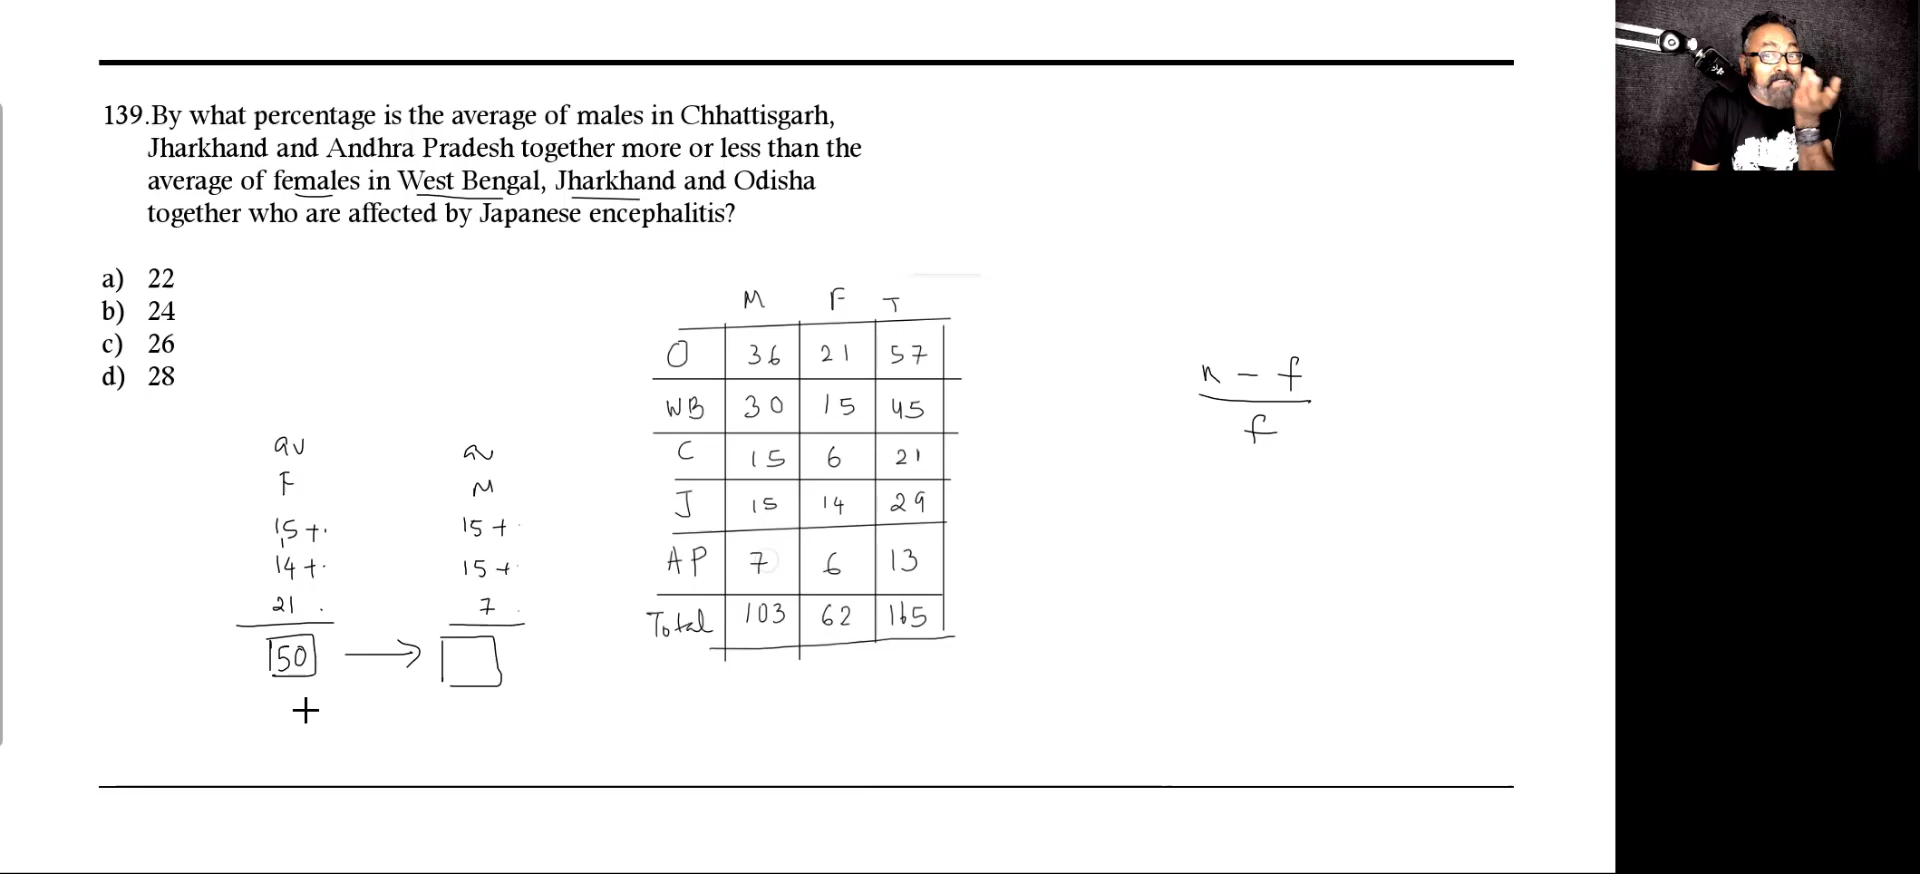 139.By what percentage is the average of males in Chhattisgarh,
Jharkhand and Andhra Pradesh together more or less than the
average of females in West Bengal, Jharkhand and Odisha
together who are affected by Japanese encephalitis?
a) 22
b) 24
c) 26
d) 28
av
F
15 +
14 +
21
50
+
av
M
15 +
15 +
7
M F T
O 36 21 57
WB 30 15 45
C 15 6 21
J 15 14 29
AP 7 6 13
Total 103 62 165
n - f
f